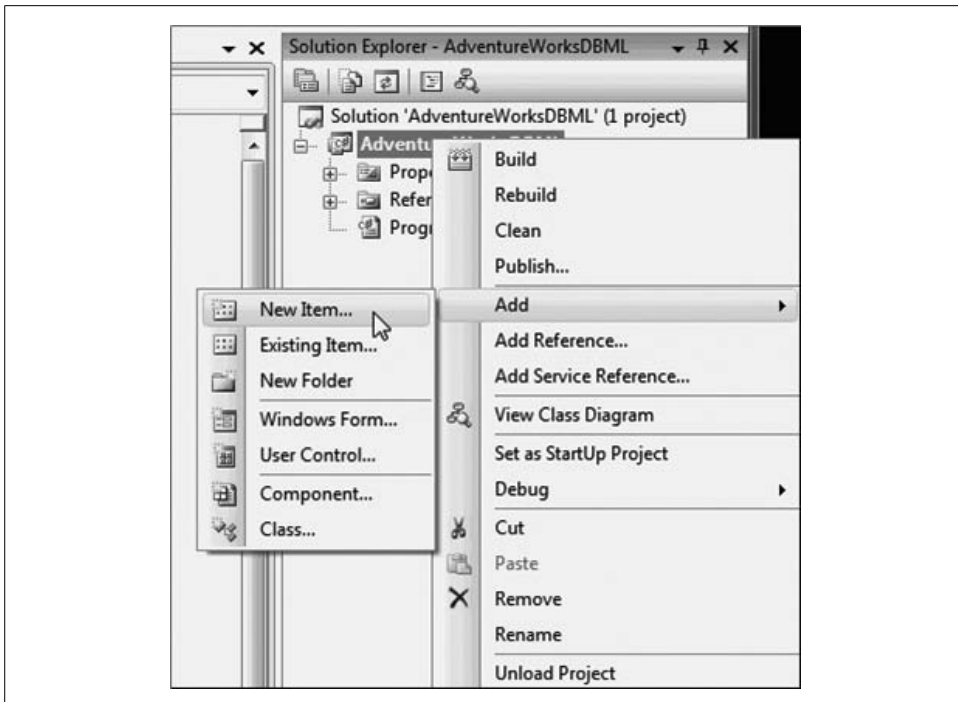 Solution Explorer - AdventureWorksDBML
Solution 'AdventureWorksDBML' (1 project)
Build
Rebuild
Clean
Publish...
Add
Add Reference...
Add Service Reference...
View Class Diagram
Set as StartUp Project
Debug
Cut
Paste
Remove
Rename
Unload Project
New Item...
Existing Item...
New Folder
Windows Form...
User Control...
Component...
Class...